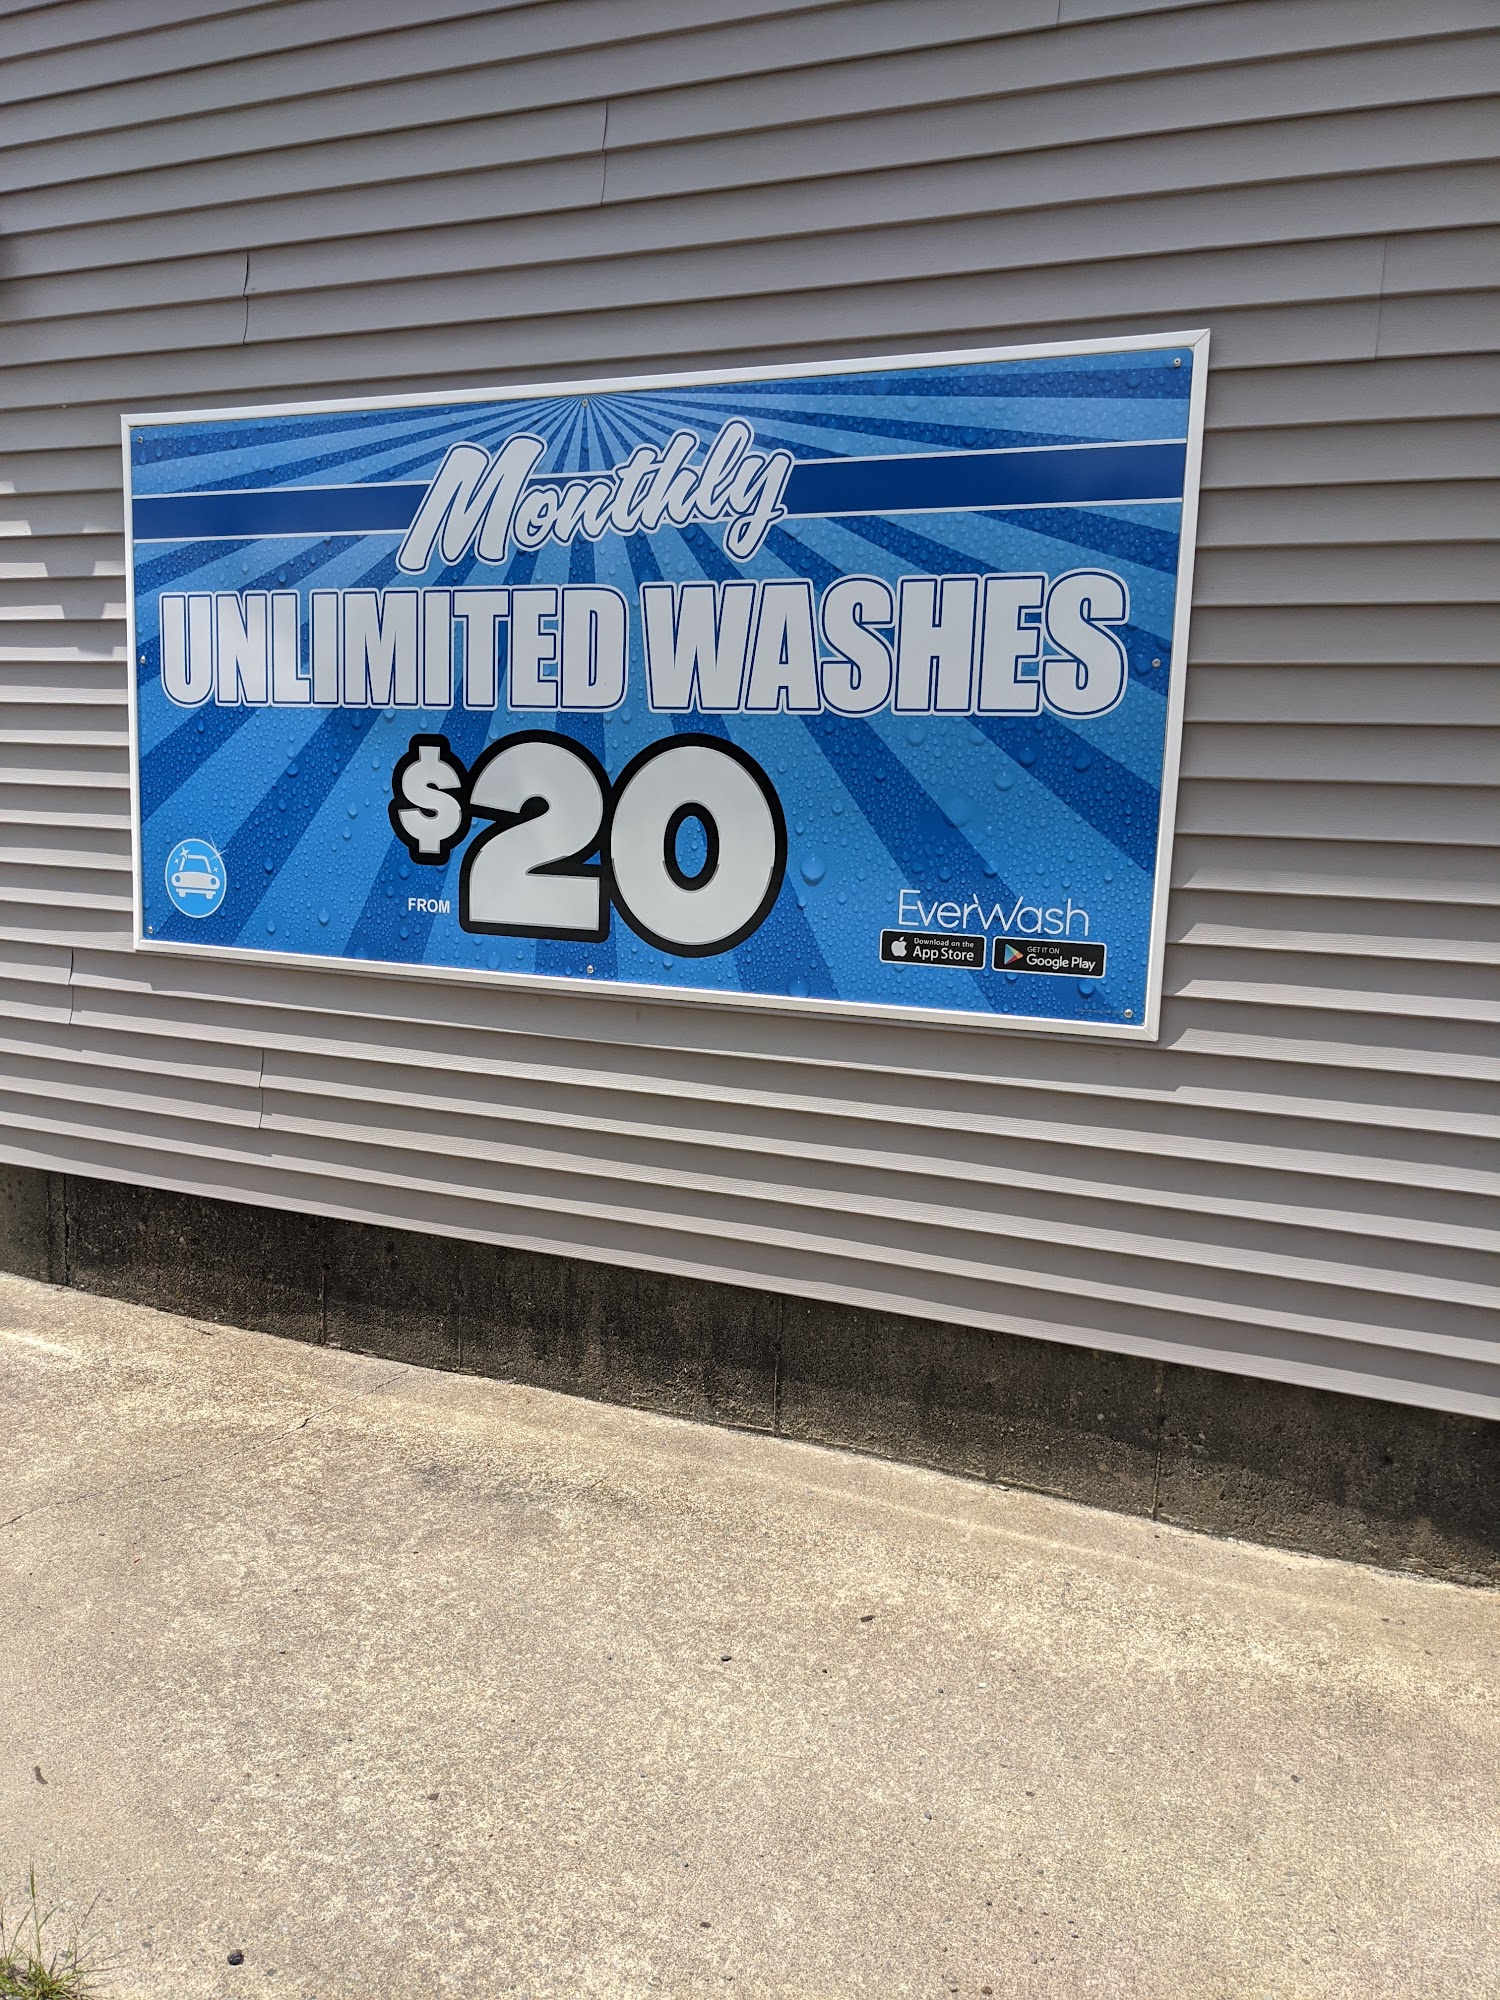 Monthly
UNLIMITED WASHES
FROM $20
EverWash
Download on the App Store
GET IT ON Google Play